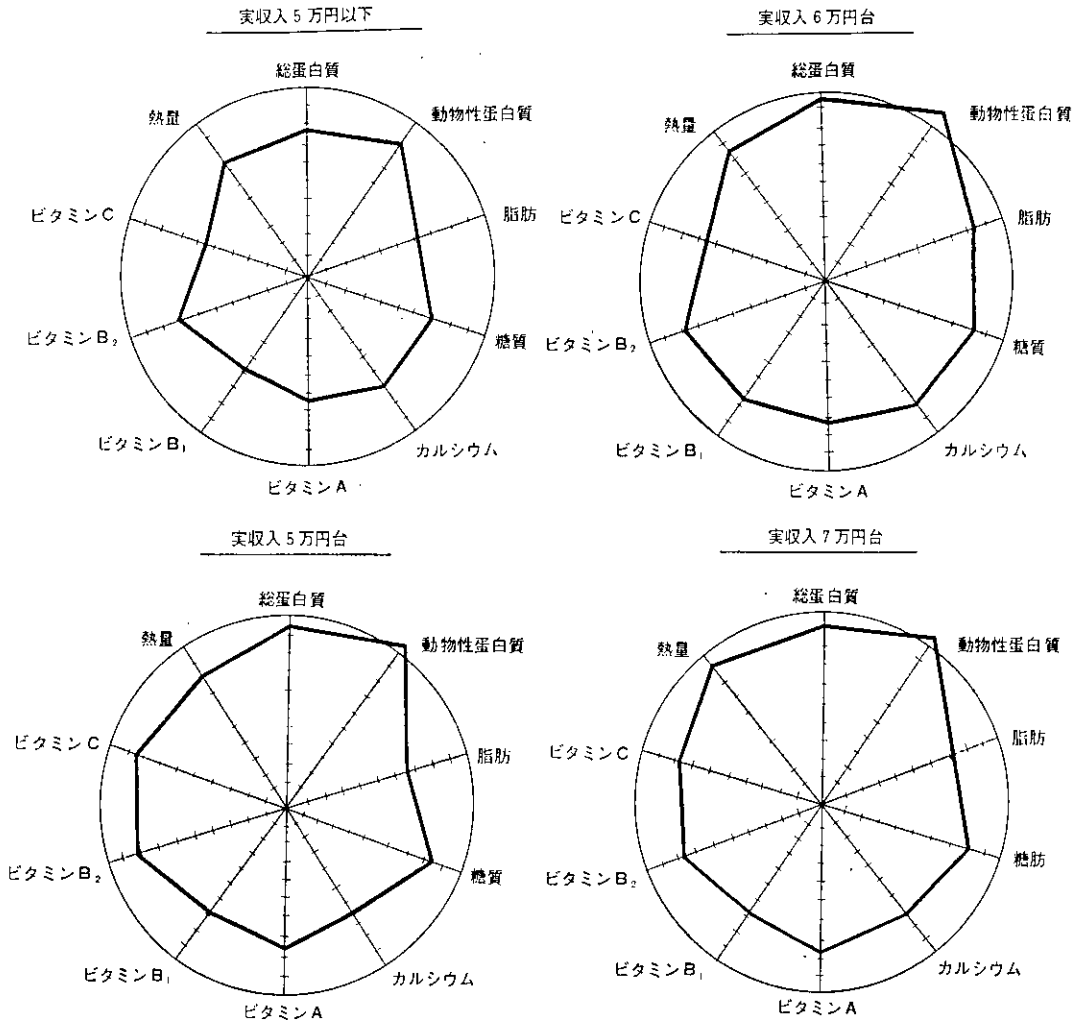 実収入5万円以下
総蛋白質
動物性蛋白質
脂肪
糖質
カルシウム
ビタミンA
ビタミンB₁
ビタミンB₂
ビタミンC
熱量
実収入6万円台
総蛋白質
動物性蛋白質
脂肪
糖質
カルシウム
ビタミンA
ビタミンB₁
ビタミンB₂
ビタミンC
熱量
実収入5万円台
総蛋白質
動物性蛋白質
脂肪
糖質
カルシウム
ビタミンA
ビタミンB₁
ビタミンB₂
ビタミンC
熱量
実収入7万円台
総蛋白質
動物性蛋白質
脂肪
糖肪
カルシウム
ビタミンA
ビタミンB₁
ビタミンB₂
ビタミンC
熱量